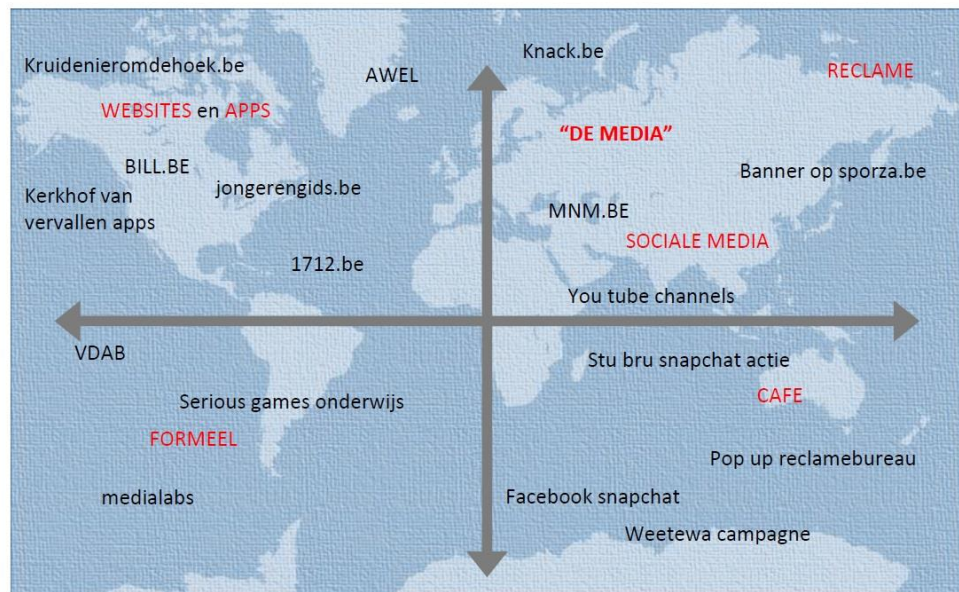 Knack.be
Kruidenieromdehoek.be
AWEL
RECLAME
WEBSITES en APPS
“DE MEDIA”
BILL.BE
Banner op sporza.be
jongerengids.be
Kerkhof van
vervallen apps
MNM.BE
SOCIALE MEDIA
1712.be
You tube channels
VDAB
Stu bru snapchat actie
CAFE
Serious games onderwijs
FORMEEL
Pop up reclamebureau
medialabs
Facebook snapchat
Weetewa campagne